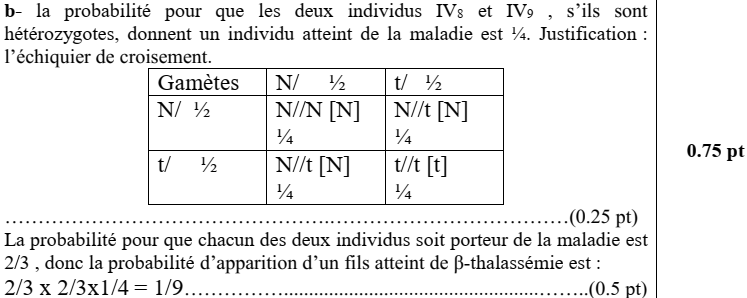 b- la probabilité pour que les deux individus IV8 et IV9 , s’ils sont
hétérozygotes, donnent un individu atteint de la maladie est ¼. Justification :
l’échiquier de croisement.
Gamètes N/ ½ t/ ½
N/ ½ N//N [N] N//t [N]
¼ ¼
t/ ½ N//t [N] t//t [t]
¼ ¼
0.75 pt
……………………………………………………………(0.25 pt)
La probabilité pour que chacun des deux individus soit porteur de la maladie est
2/3 , donc la probabilité d’apparition d’un fils atteint de β-thalassémie est :
2/3 x 2/3x1/4 = 1/9……………………………………………..(0.5 pt)